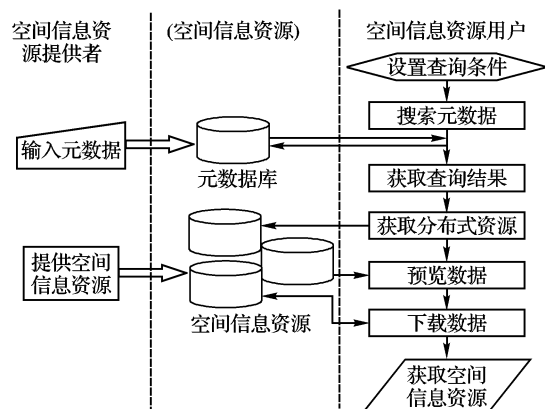 空间信息资
源提供者
(空间信息资源)
空间信息资源用户
设置查询条件
搜索元数据
输入元数据
元数据库
获取查询结果
获取分布式资源
提供空间
信息资源
预览数据
空间信息资源
下载数据
获取空间
信息资源